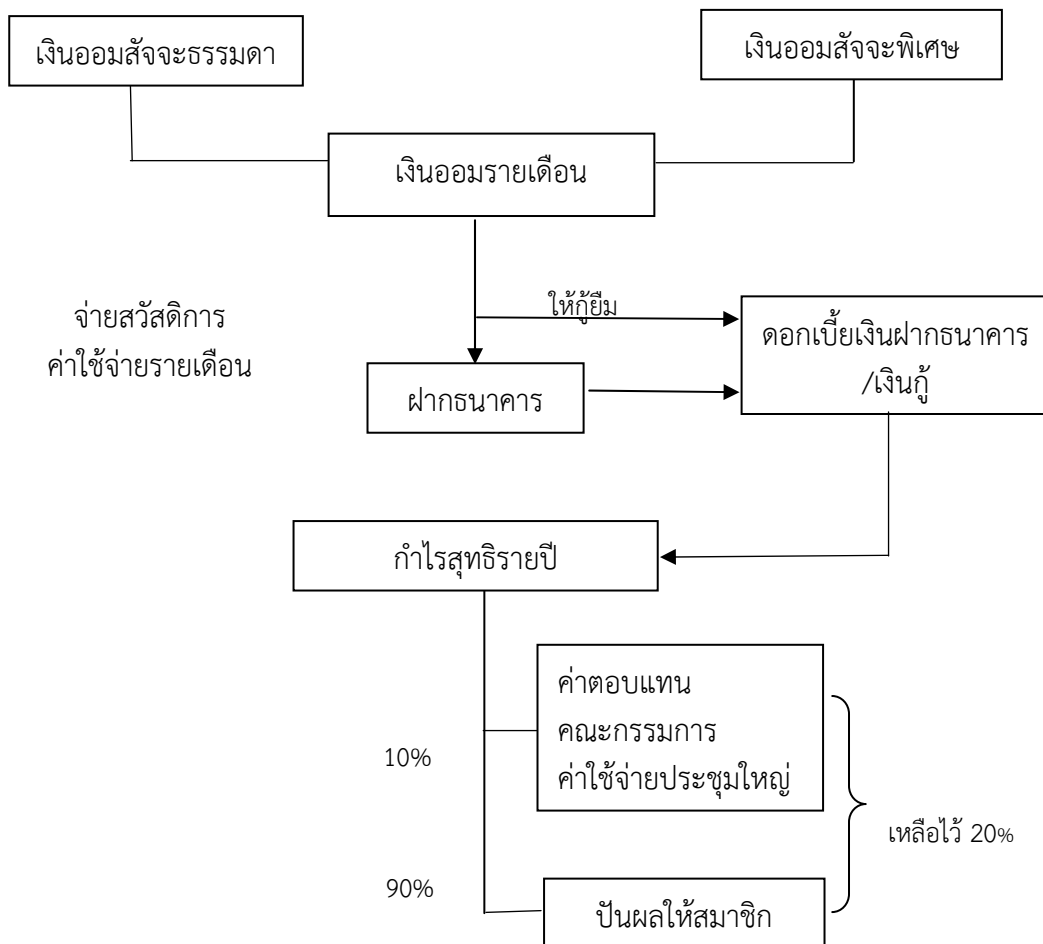 เงินออมสัจจะธรรมดา
เงินออมสัจจะพิเศษ
เงินออมรายเดือน
จ่ายสวัสดิการ
ค่าใช้จ่ายรายเดือน
ให้กู้ยืม
ดอกเบี้ยเงินฝากธนาคาร
/เงินกู้
ฝากธนาคาร
กำไรสุทธิรายปี
ค่าตอบแทน
คณะกรรมการ
ค่าใช้จ่ายประชุมใหญ่
10%
เหลือไว้ 20%
90%
ปันผลให้สมาชิก